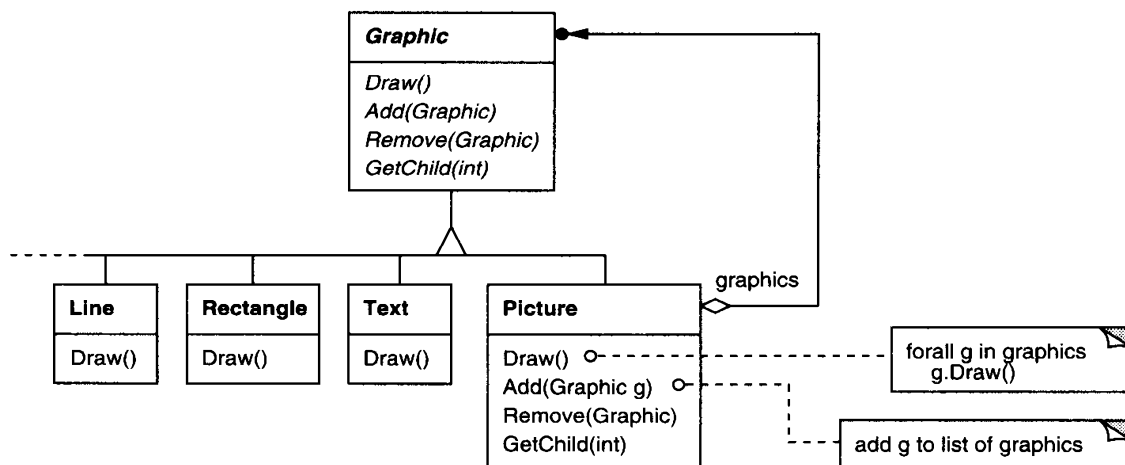 Graphic
Draw()
Add(Graphic)
Remove(Graphic)
GetChild(int)
graphics
Line
Draw()
Rectangle
Draw()
Text
Draw()
Picture
Draw()
Add(Graphic g)
Remove(Graphic)
GetChild(int)
forall g in graphics
g.Draw()
add g to list of graphics